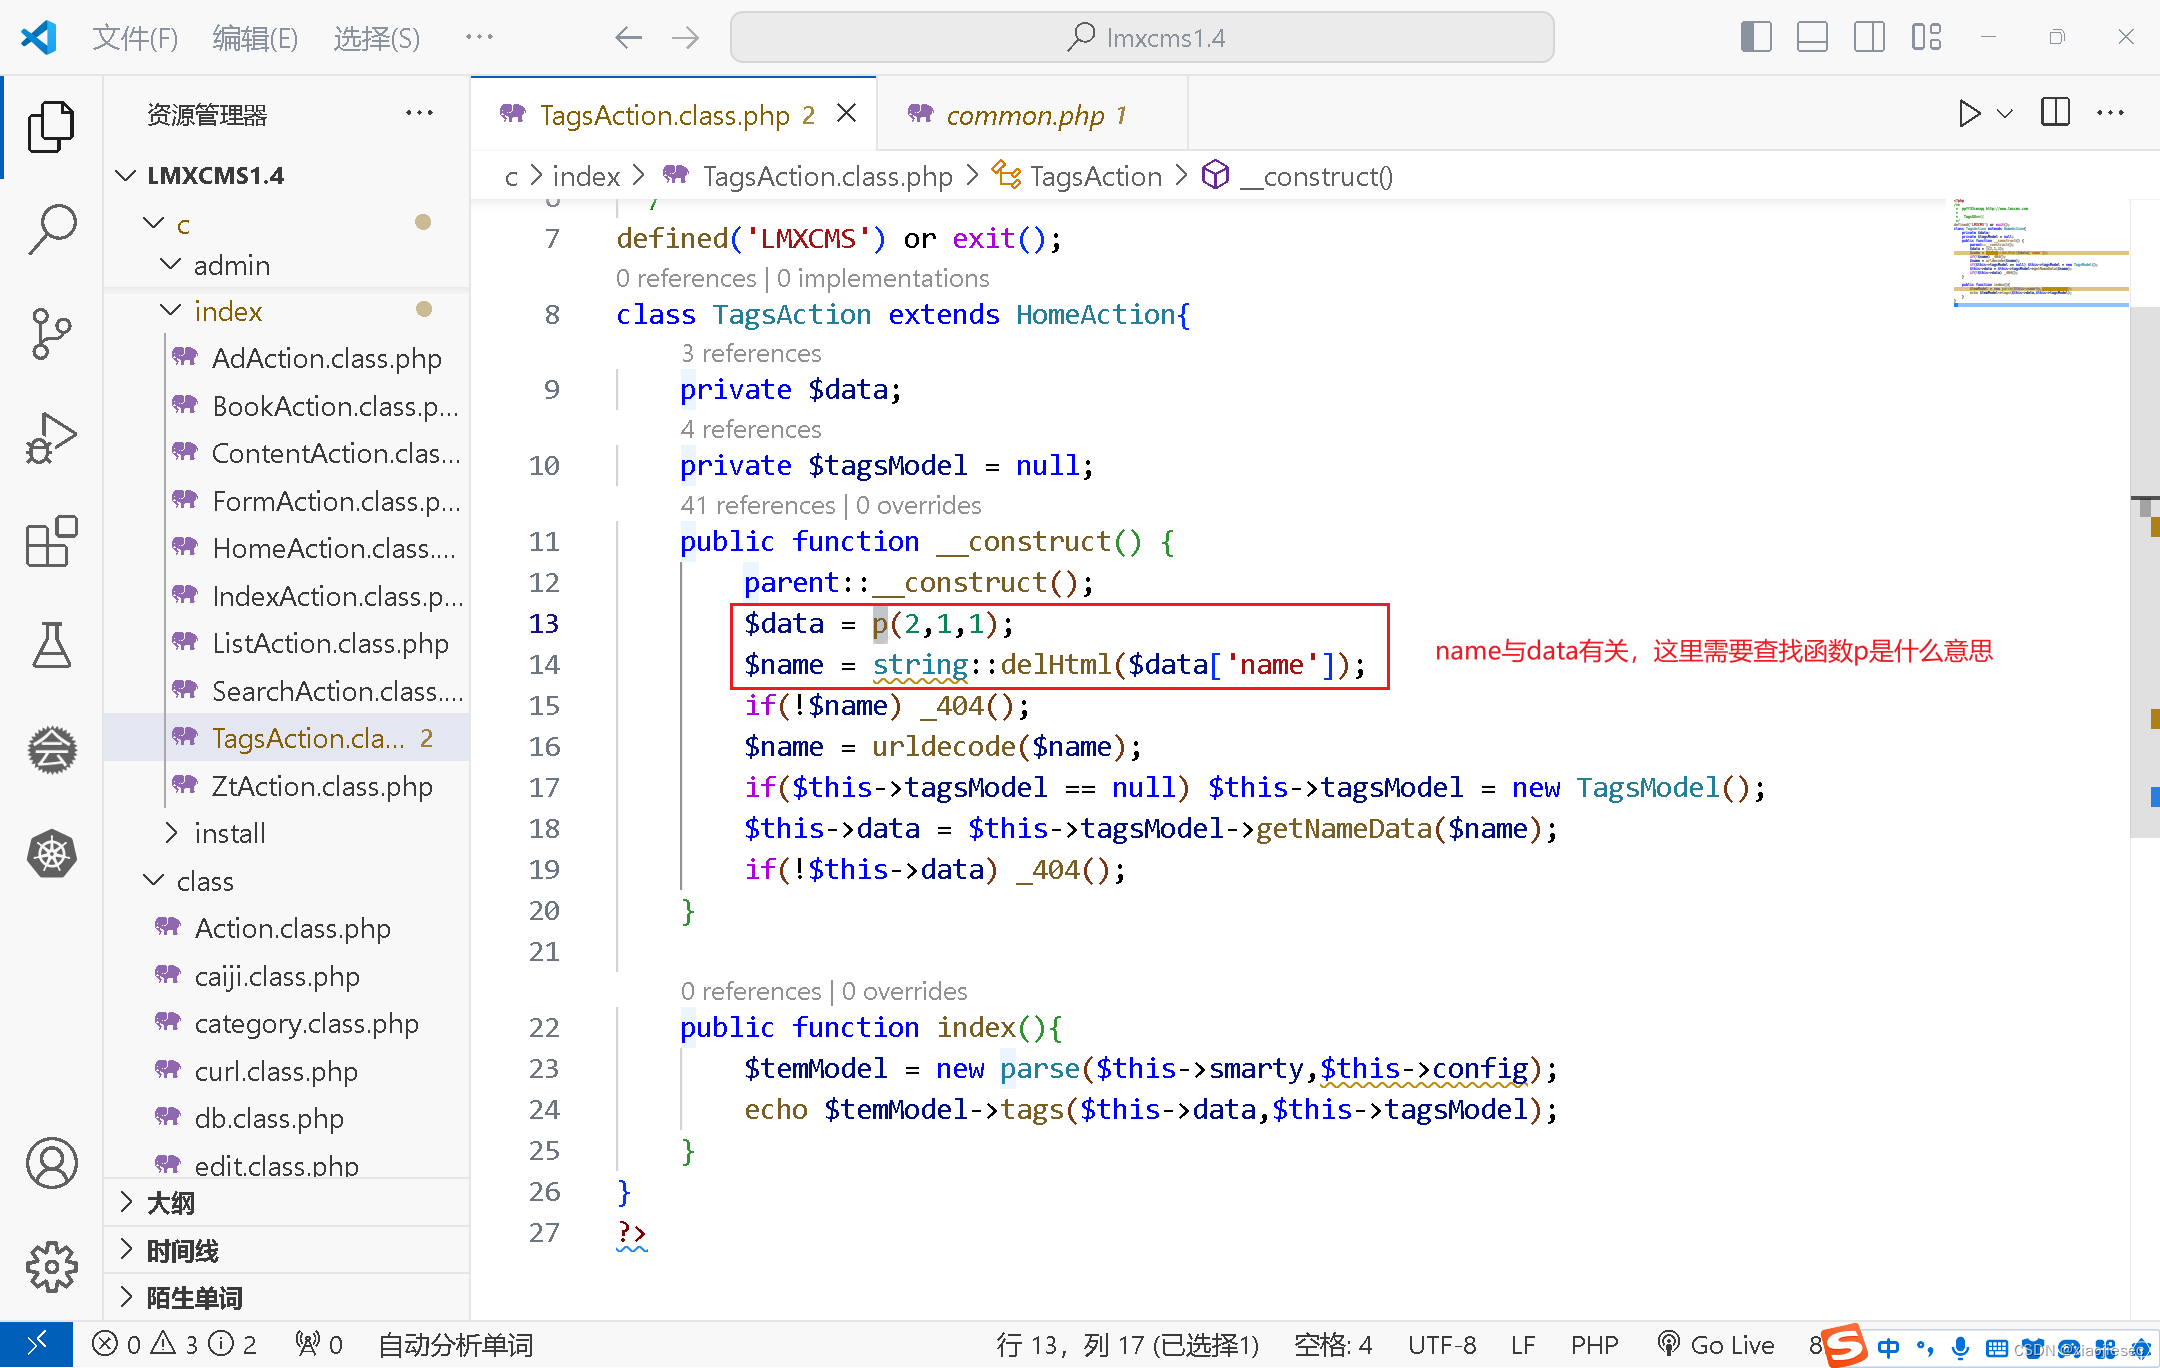 文件(F) 编辑(E) 选择(S) ··· lmxcms1.4
资源管理器 ···
LMXCMS1.4
c
admin
index
AdAction.class.php
BookAction.class.p...
ContentAction.clas...
FormAction.class.p...
HomeAction.class....
IndexAction.class.p...
ListAction.class.php
SearchAction.class....
TagsAction.cla... 2
ZtAction.class.php
install
class
Action.class.php
caiji.class.php
category.class.php
curl.class.php
db.class.php
edit.class.php
大纲
时间线
陌生单词
TagsAction.class.php 2 common.php 1
c > index > TagsAction.class.php > TagsAction > __construct()
6 */
7 defined('LMXCMS') or exit();
0 references | 0 implementations
8 class TagsAction extends HomeAction{
3 references
9 private $data;
4 references
10 private $tagsModel = null;
41 references | 0 overrides
11 public function __construct() {
12 parent::__construct();
13 $data = p(2,1,1);
14 $name = string::delHtml($data['name']);
name与data有关，这里需要查找函数p是什么意思
15 if(!$name) _404();
16 $name = urldecode($name);
17 if($this->tagsModel == null) $this->tagsModel = new TagsModel();
18 $this->data = $this->tagsModel->getNameData($name);
19 if(!$this->data) _404();
20 }
21
0 references | 0 overrides
22 public function index(){
23 $temModel = new parse($this->smarty,$this->config);
24 echo $temModel->tags($this->data,$this->tagsModel);
25 }
26 }
27 ?>
0 3 2 0 自动分析单词 行 13，列 17 (已选择1) 空格: 4 UTF-8 LF PHP Go Live 8 中
CSDN @xiaojiesec